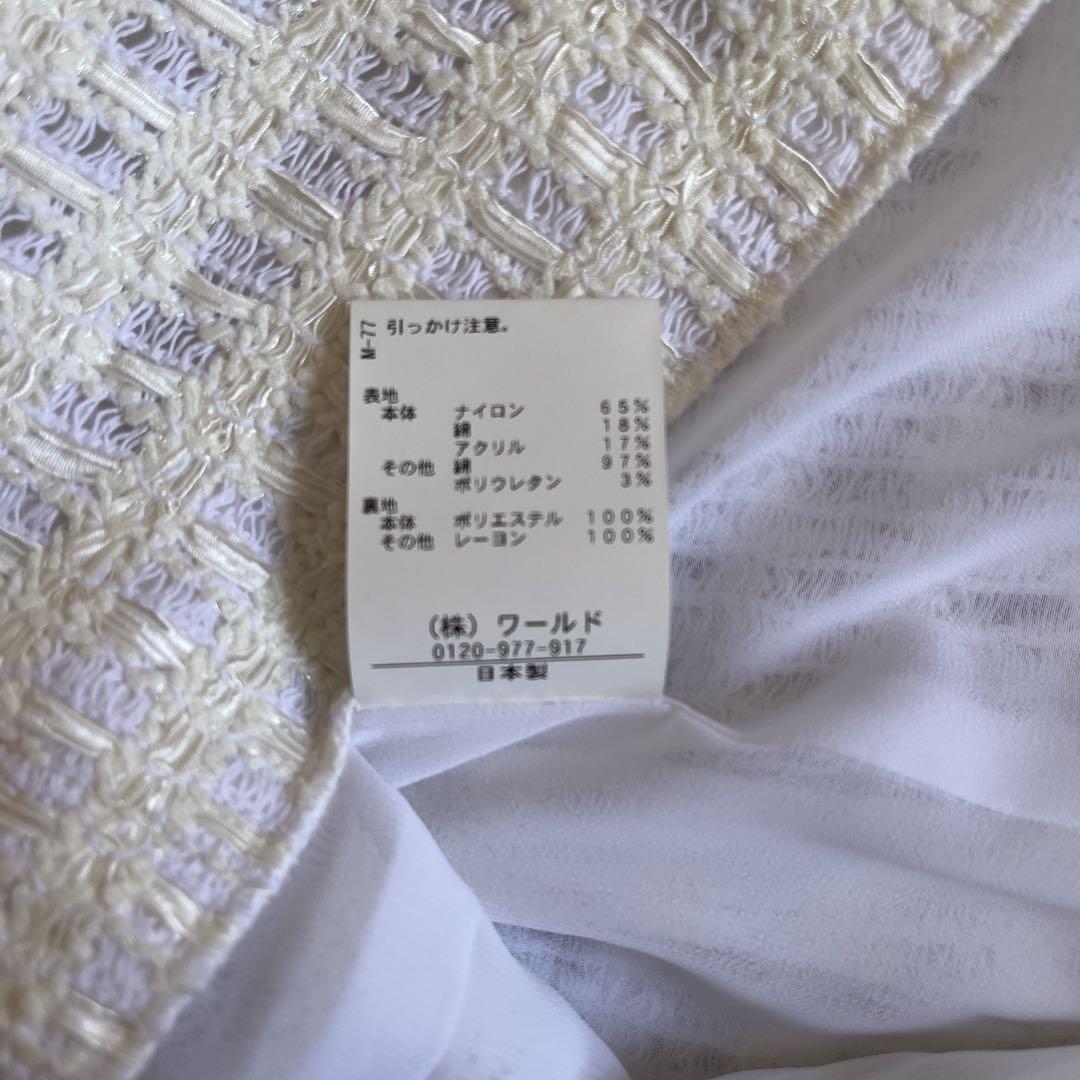 M-77 引っかけ注意。
表地
本体 ナイロン 65%
綿 18%
アクリル 17%
その他 綿 97%
ポリウレタン 3%
裏地
本体 ポリエステル 100%
その他 レーヨン 100%
(株) ワールド
0120-977-917
日本製